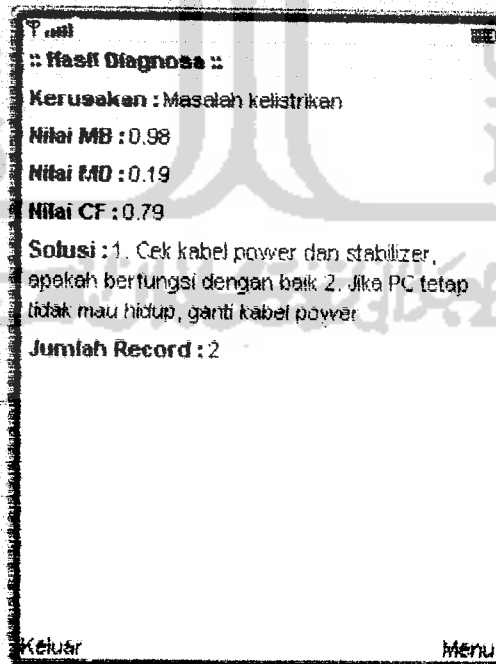 :: Hasil Diagnosa ::
Kerusakan : Masalah kelistrikan
Nilai MB : 0.98
Nilai MD : 0.19
Nilai CF : 0.79
Solusi : 1. Cek kabel power dan stabilizer,
apakah berfungsi dengan baik 2. Jika PC tetap
tidak mau hidup, ganti kabel power
Jumlah Record : 2
Keluar Menu